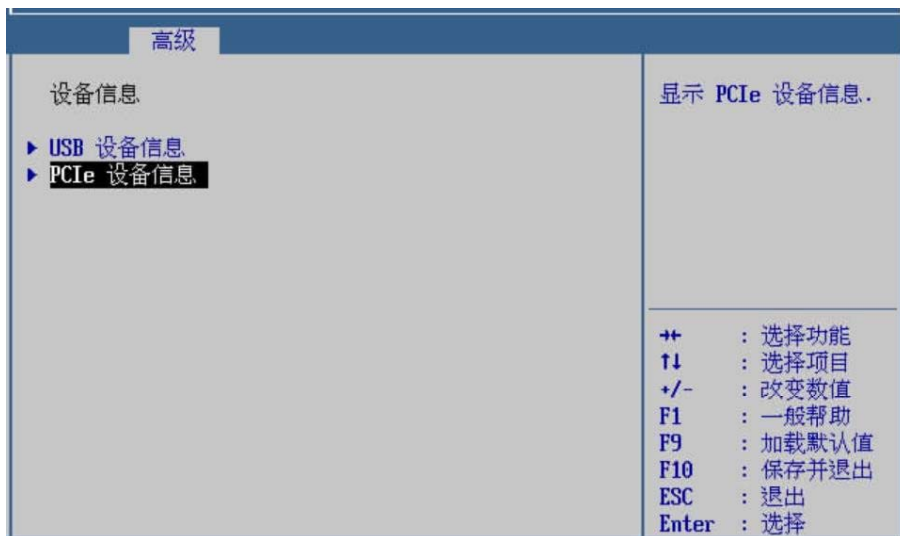 高级
设备信息
▶ USB 设备信息
▶ PCIe 设备信息
显示 PCIe 设备信息.
→← : 选择功能
↑↓ : 选择项目
+/- : 改变数值
F1 : 一般帮助
F9 : 加载默认值
F10 : 保存并退出
ESC : 退出
Enter : 选择